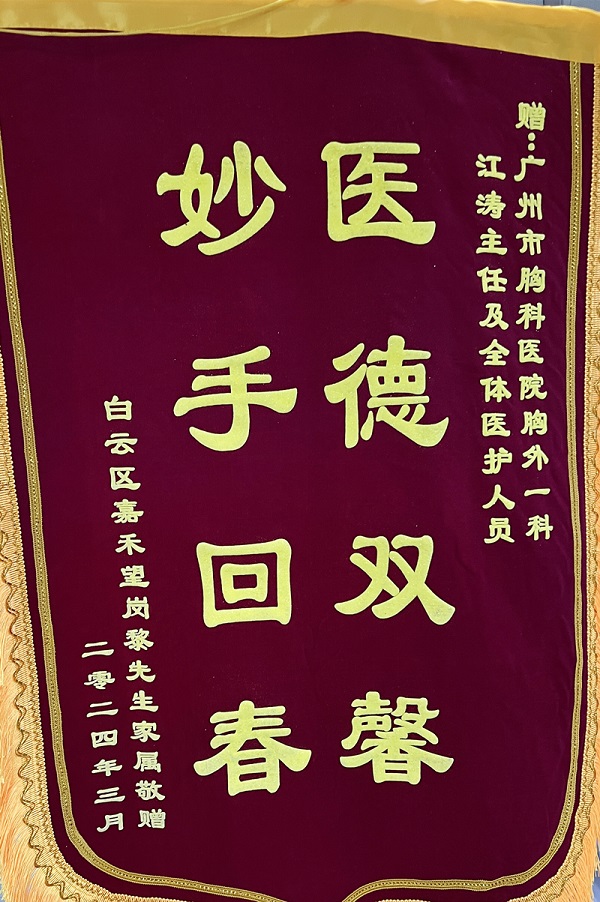 赠：广州市胸科医院胸外一科
江涛主任及全体医护人员
医德双馨
妙手回春
白云区嘉禾望岗黎先生家属敬赠
二零二四年三月